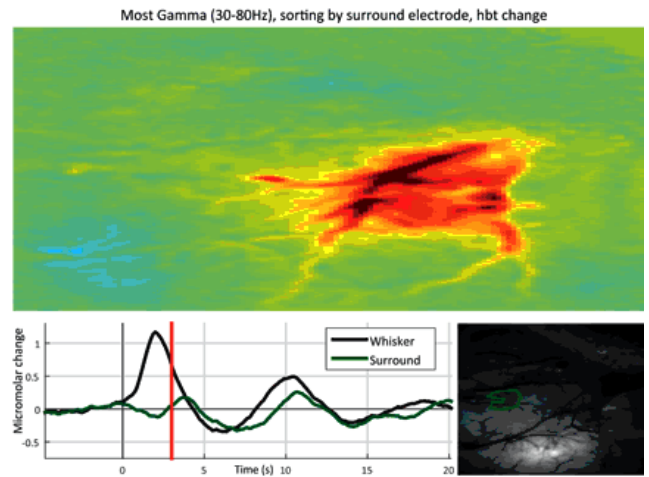 Most Gamma (30-80Hz), sorting by surround electrode, hbt change
Micromolar change
1
0.5
0
-0.5
Whisker
Surround
0
5
Time (s)
10
15
20